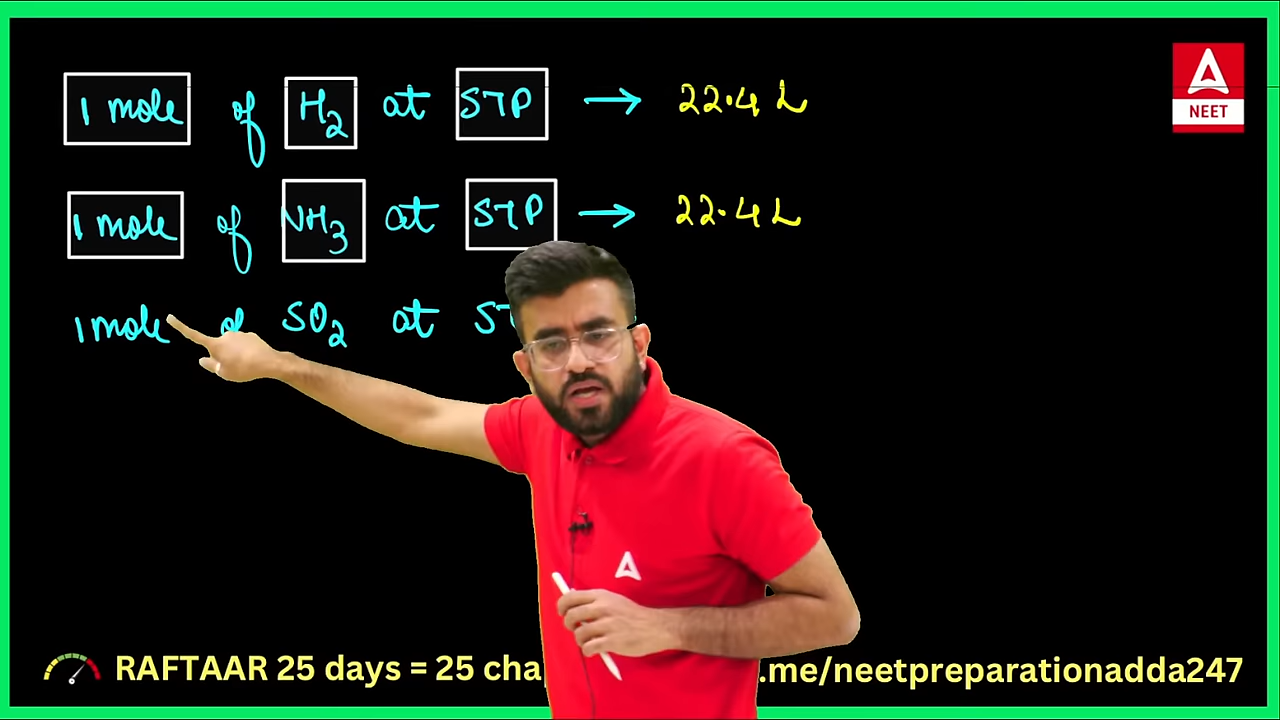 1 mole of H₂ at STP → 22.4 L
NEET
1 mole of NH₃ at STP → 22.4 L
1 mole of SO₂ at
RAFTAAR 25 days = 25 .me/neetpreparationadda247